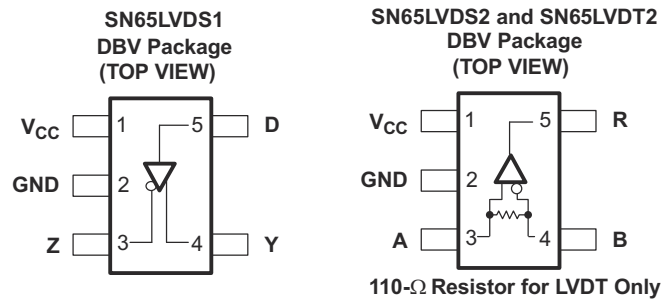 SN65LVDS1
DBV Package
(TOP VIEW)
VCC 1 5 D
GND 2
Z 3 4 Y
SN65LVDS2 and SN65LVDT2
DBV Package
(TOP VIEW)
VCC 1 5 R
GND 2
A 3 4 B
110-Ω Resistor for LVDT Only